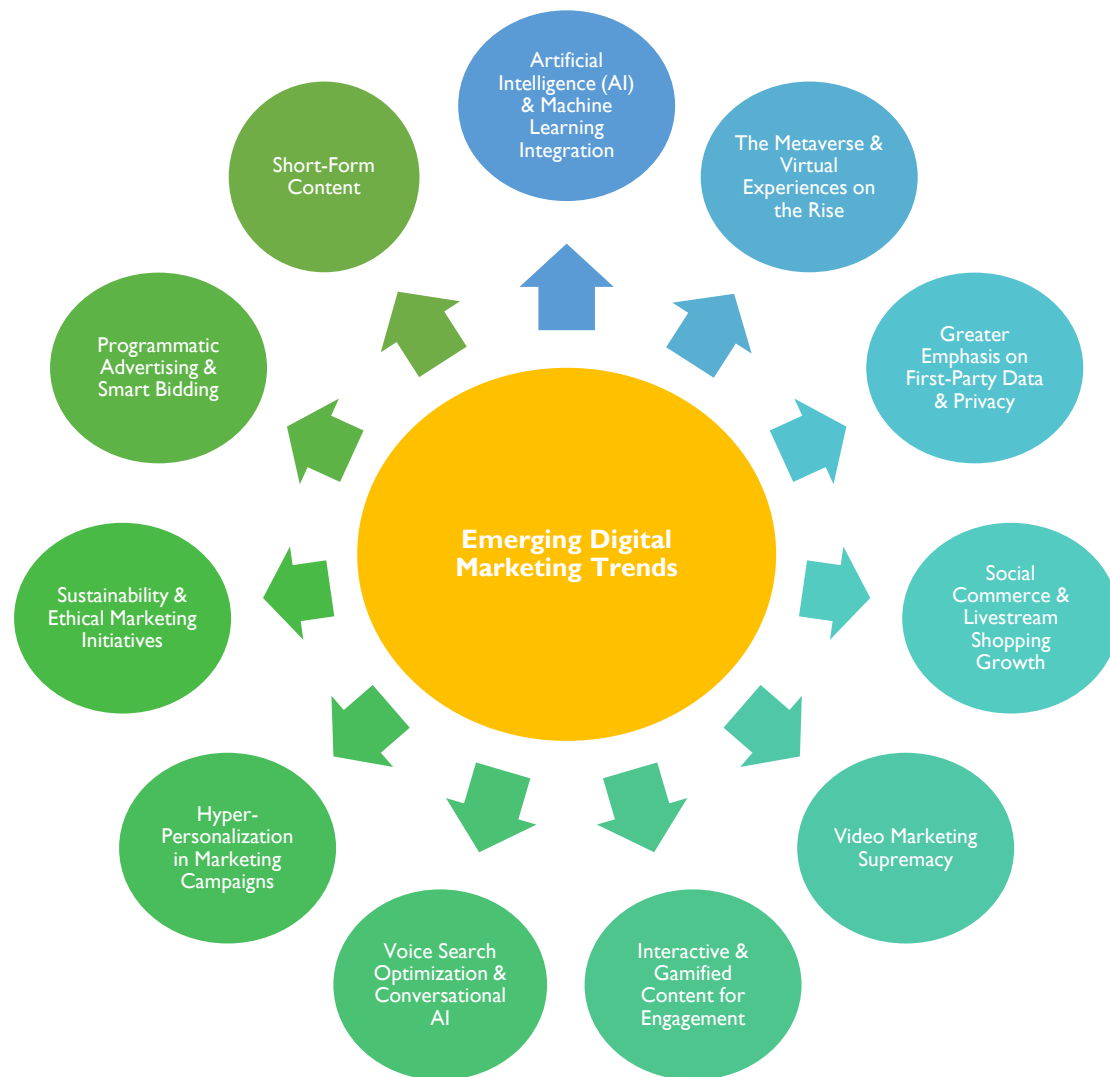 Artificial
Intelligence (AI)
& Machine
Learning
Integration
The Metaverse &
Virtual
Experiences on
the Rise
Greater
Emphasis on
First-Party Data
& Privacy
Social
Commerce &
Livestream
Shopping
Growth
Video Marketing
Supremacy
Interactive &
Gamified
Content for
Engagement
Voice Search
Optimization &
Conversational
AI
Hyper-
Personalization
in Marketing
Campaigns
Sustainability &
Ethical Marketing
Initiatives
Programmatic
Advertising &
Smart Bidding
Short-Form
Content
Emerging Digital
Marketing Trends